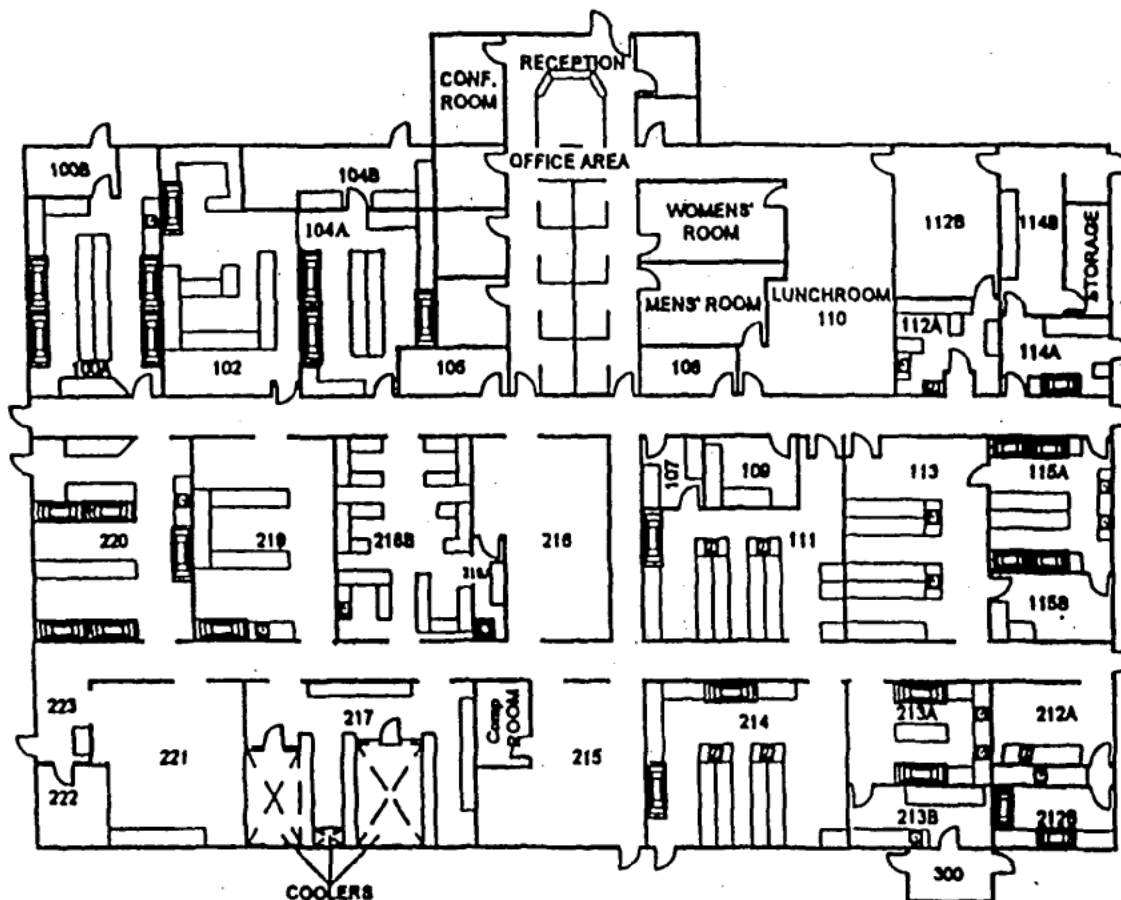 RECEPTION
CONF.
ROOM
OFFICE AREA
100B
104B
WOMENS'
ROOM
112B
114B
STORAGE
104A
MENS' ROOM
LUNCHROOM
110
112A
114A
100A
102
105
108
107
109
113
115A
220
219
218B
216
111
115B
223
217
Comp
ROOM
214
213A
212A
221
215
222
213B
212B
300
COOLERS